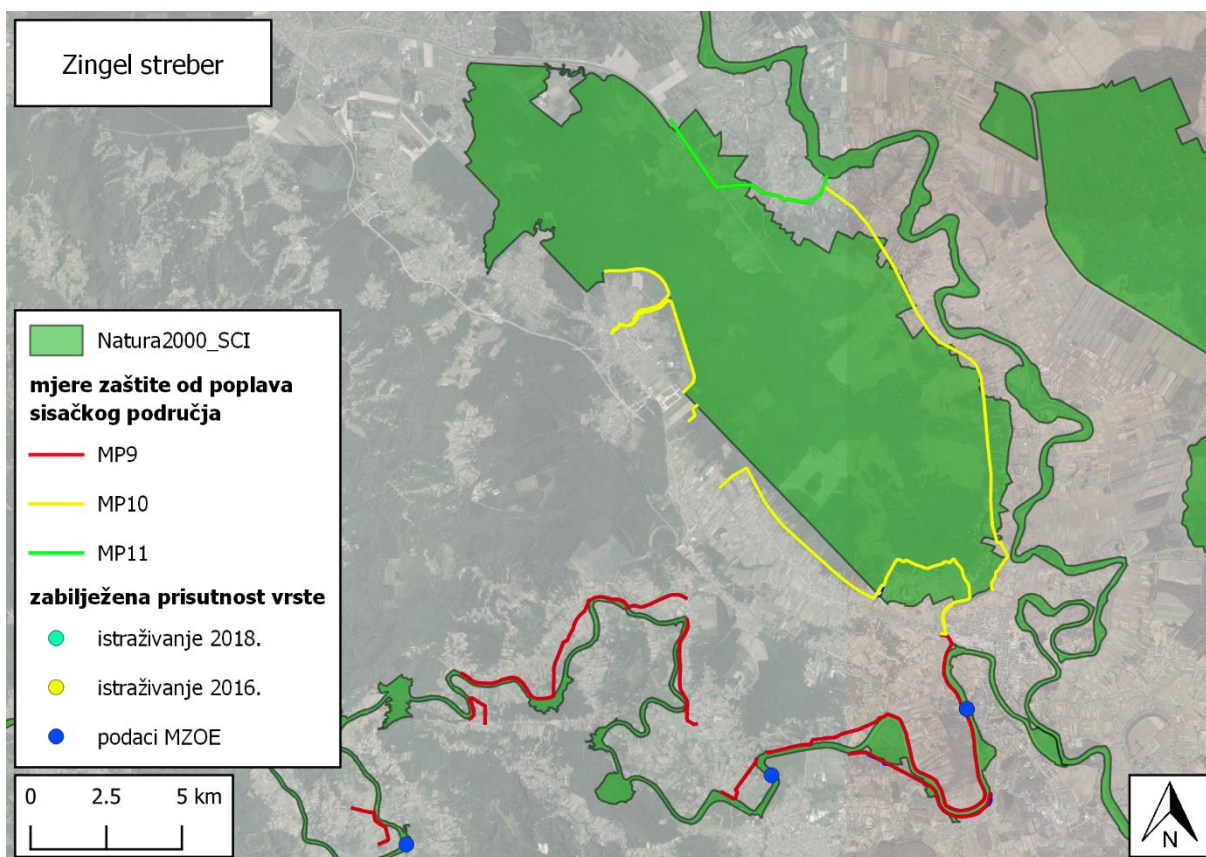 Zingel streber
Natura2000_SCI
mjere zaštite od poplava
sisačkog područja
MP9
MP10
MP11
zabilježena prisutnost vrste
istraživanje 2018.
istraživanje 2016.
podaci MZOE
0 2.5 5 km
N